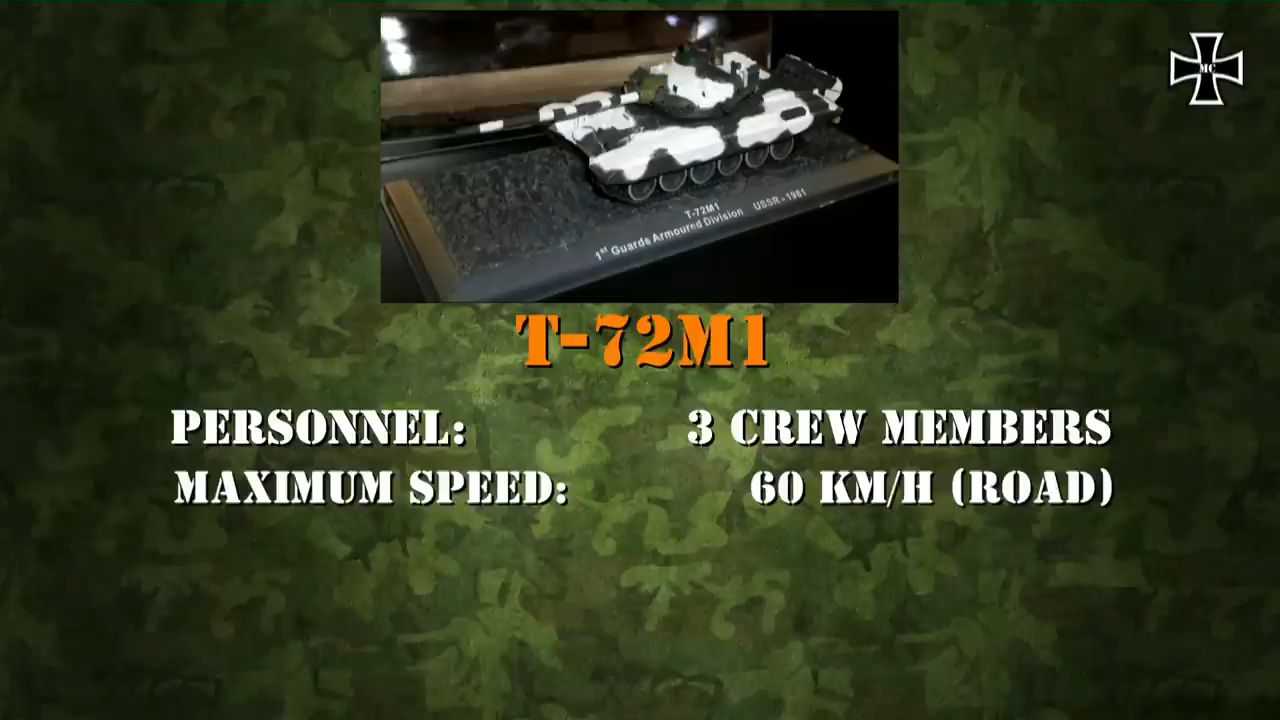 MC
T-72M1
1st Guards Armoured Division USSR - 1981
T-72M1
PERSONNEL: 3 CREW MEMBERS
MAXIMUM SPEED: 60 KM/H (ROAD)